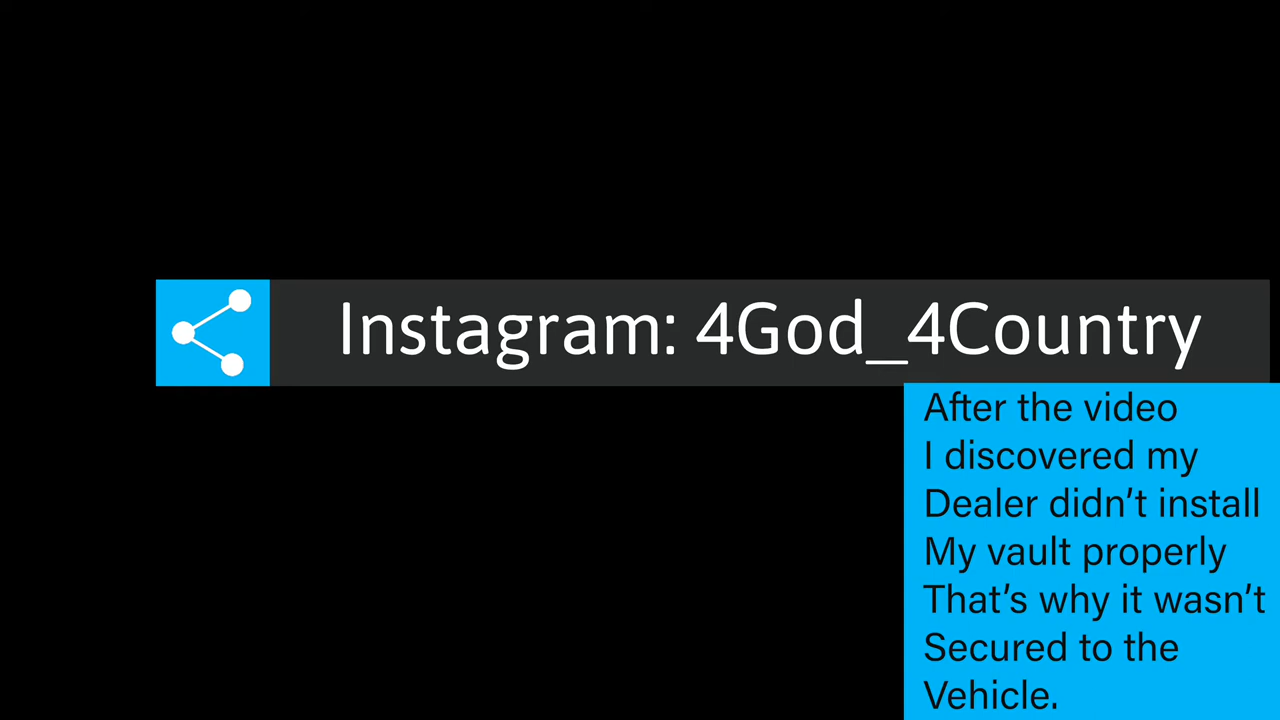 Instagram: 4God_4Country
After the video
I discovered my
Dealer didn’t install
My vault properly
That’s why it wasn’t
Secured to the
Vehicle.